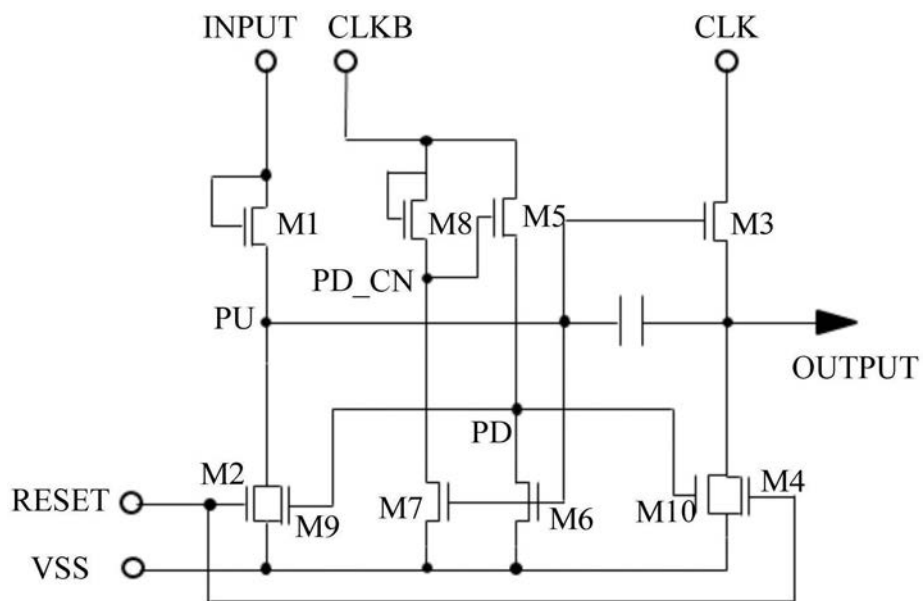 INPUT CLKB CLK
M1 M8 M5 M3
PD_CN
PU
OUTPUT
PD
M2 M4
RESET M9 M7 M6 M10
VSS